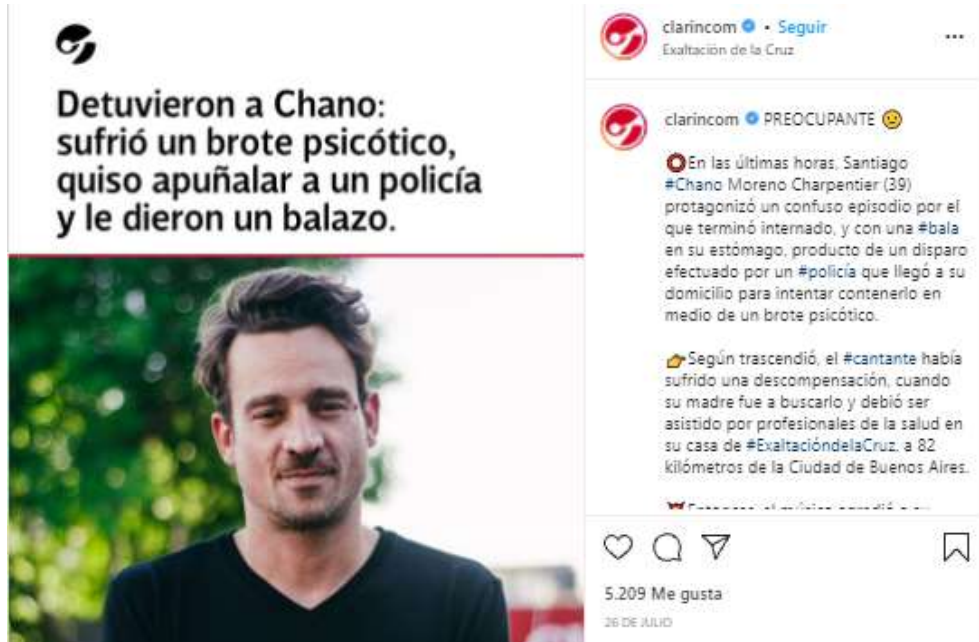 Detuvieron a Chano:
sufrió un brote psicótico,
quiso apuñalar a un policía
y le dieron un balazo.
clarincom • Seguir
Exaltación de la Cruz
clarincom PREOCUPANTE
En las últimas horas, Santiago
#Chano Moreno Charpentier (39)
protagonizó un confuso episodio por el
que terminó internado, y con una #bala
en su estómago, producto de un disparo
efectuado por un #policía que llegó a su
domicilio para intentar contenerlo en
medio de un brote psicótico.
Según trascendió, el #cantante había
sufrido una descompensación, cuando
su madre fue a buscarlo y debió ser
asistido por profesionales de la salud en
su casa de #ExaltacióndelaCruz, a 82
kilómetros de la Ciudad de Buenos Aires.
5.209 Me gusta
26 DE JULIO